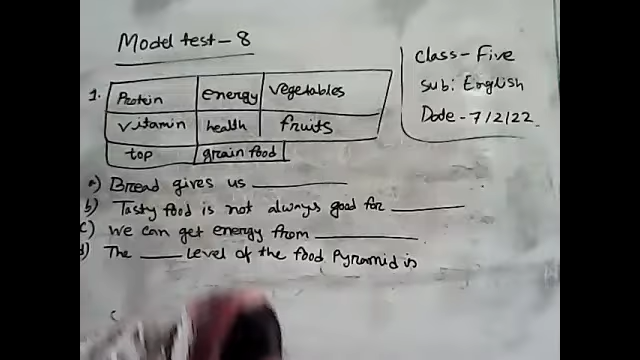 Model test - 8
Class - Five
Sub: English
Date - 7/2/22
1. Protein energy vegetables
vitamin health fruits
top grain food
a) Bread gives us ________
b) Tasty food is not always good for ________
c) we can get energy from ________
d) The ____ level of the food pyramid is